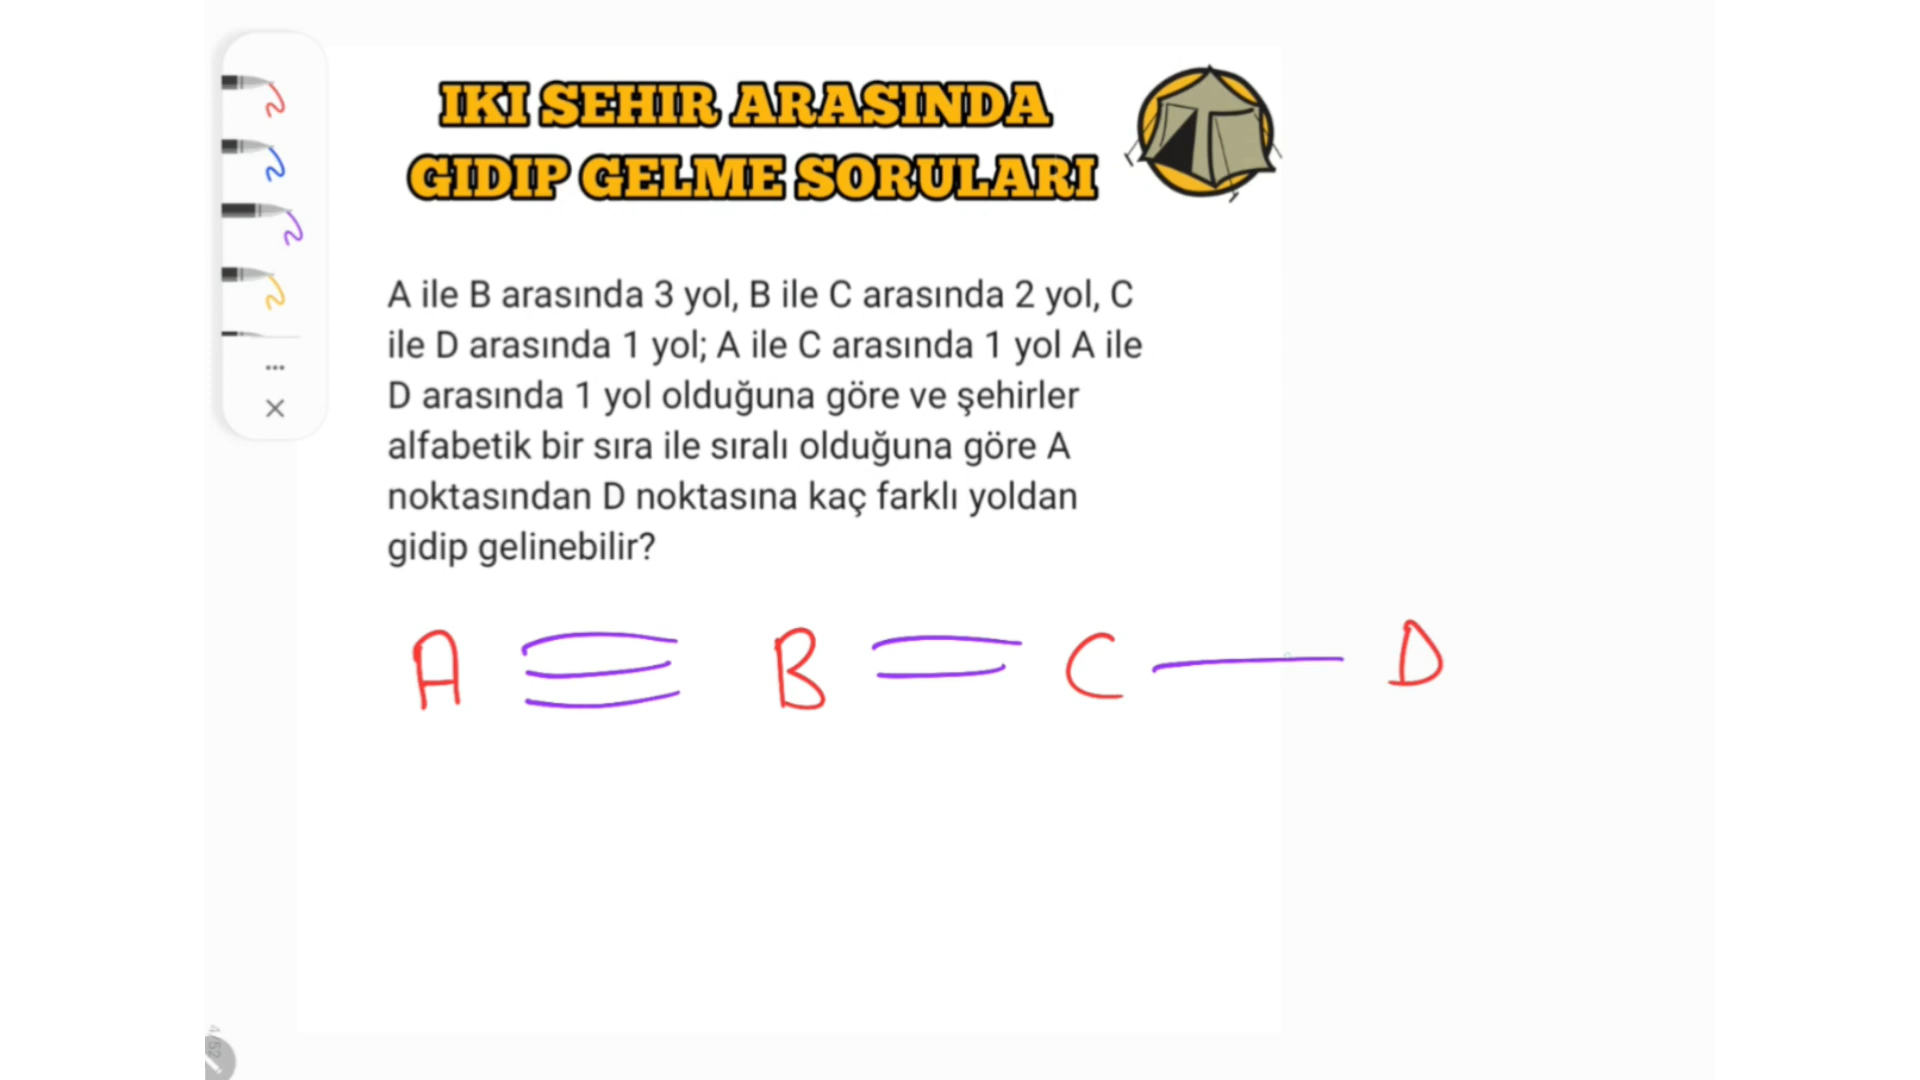 IKI SEHIR ARASINDA
GIDIP GELME SORULARI
A ile B arasında 3 yol, B ile C arasında 2 yol, C
ile D arasında 1 yol; A ile C arasında 1 yol A ile
D arasında 1 yol olduğuna göre ve şehirler
alfabetik bir sıra ile sıralı olduğuna göre A
noktasından D noktasına kaç farklı yoldan
gidip gelinebilir?
A B C D
4/52